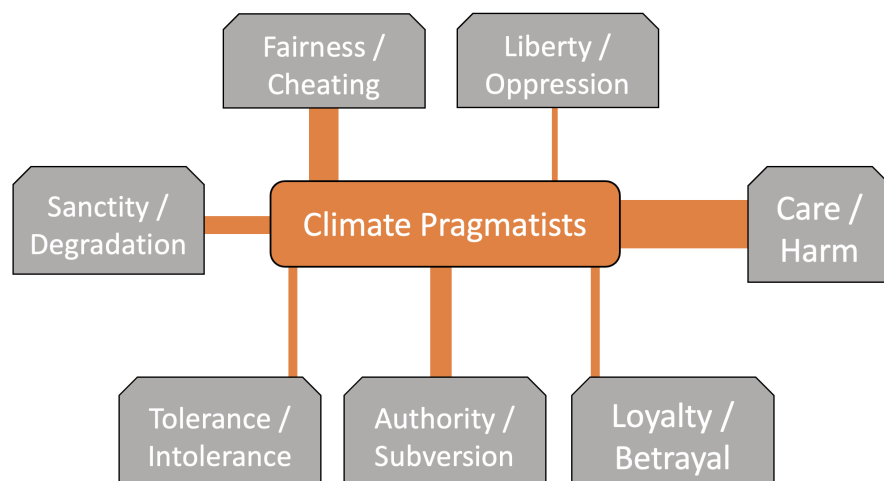 Fairness /
Cheating
Liberty /
Oppression
Sanctity /
Degradation
Climate Pragmatists
Care /
Harm
Tolerance /
Intolerance
Authority /
Subversion
Loyalty /
Betrayal